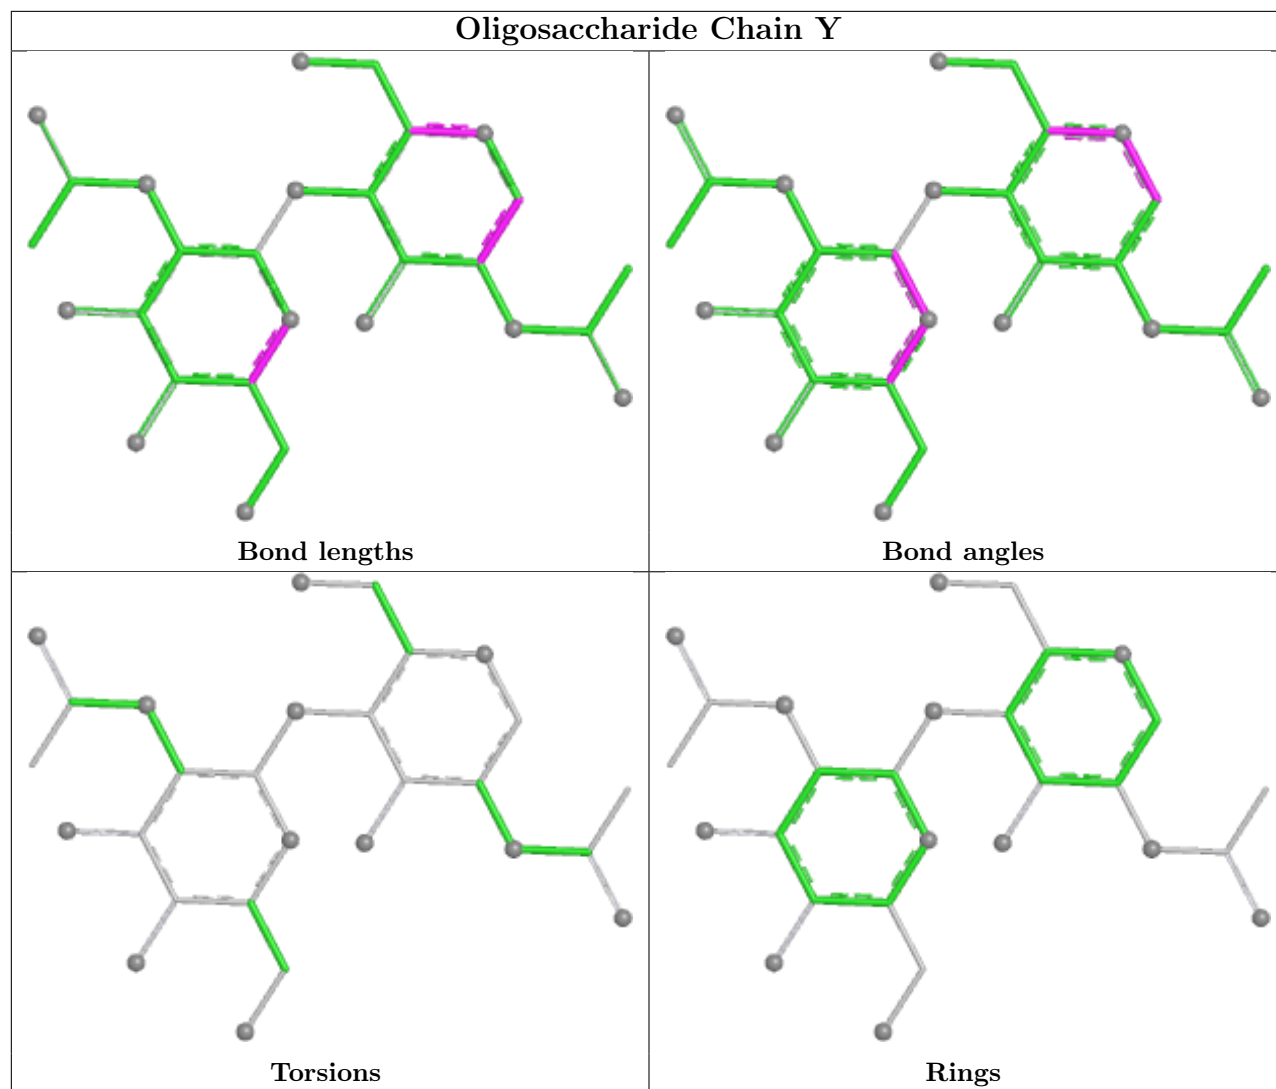 Oligosaccharide Chain Y
Bond lengths
Bond angles
Torsions
Rings